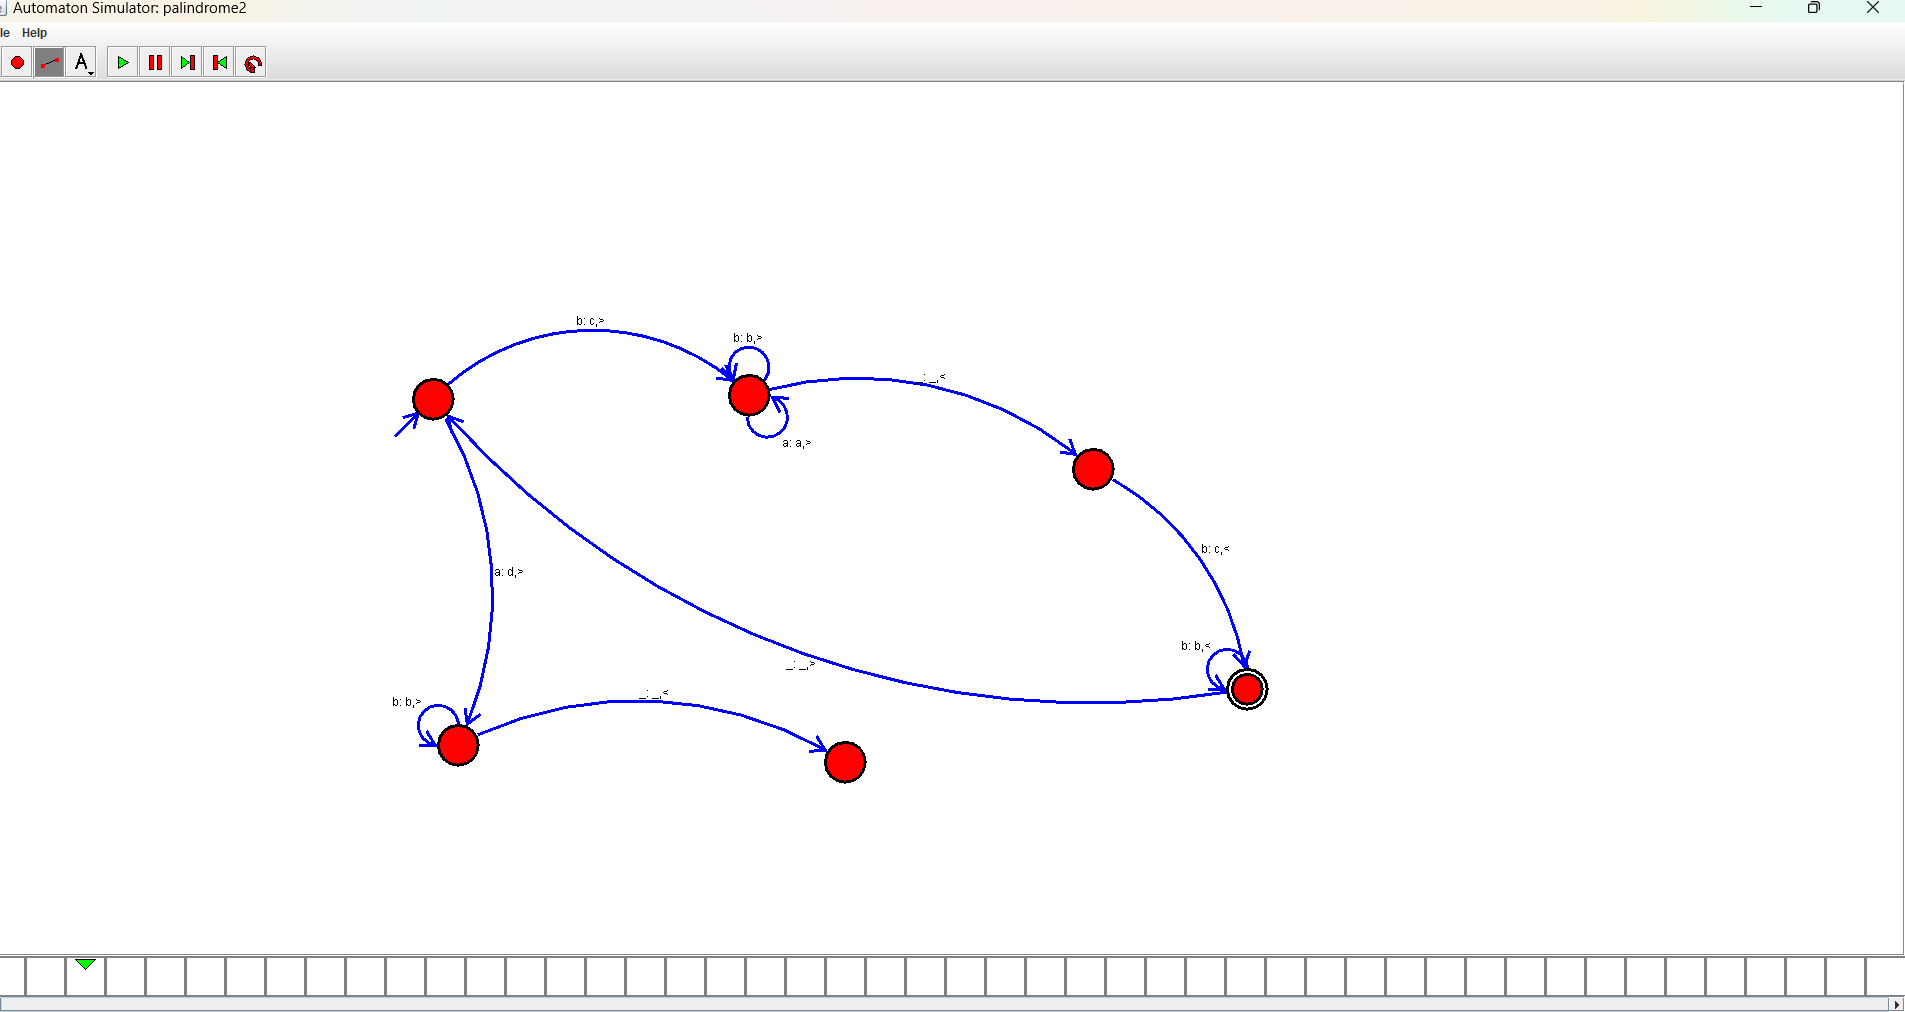 Automaton Simulator: palindrome2
le Help
A
b: c,>
b: b,>
_: _,<
a: a,>
b: c,<
a: d,>
b: b,<
_: _,>
_: _,<
b: b,>